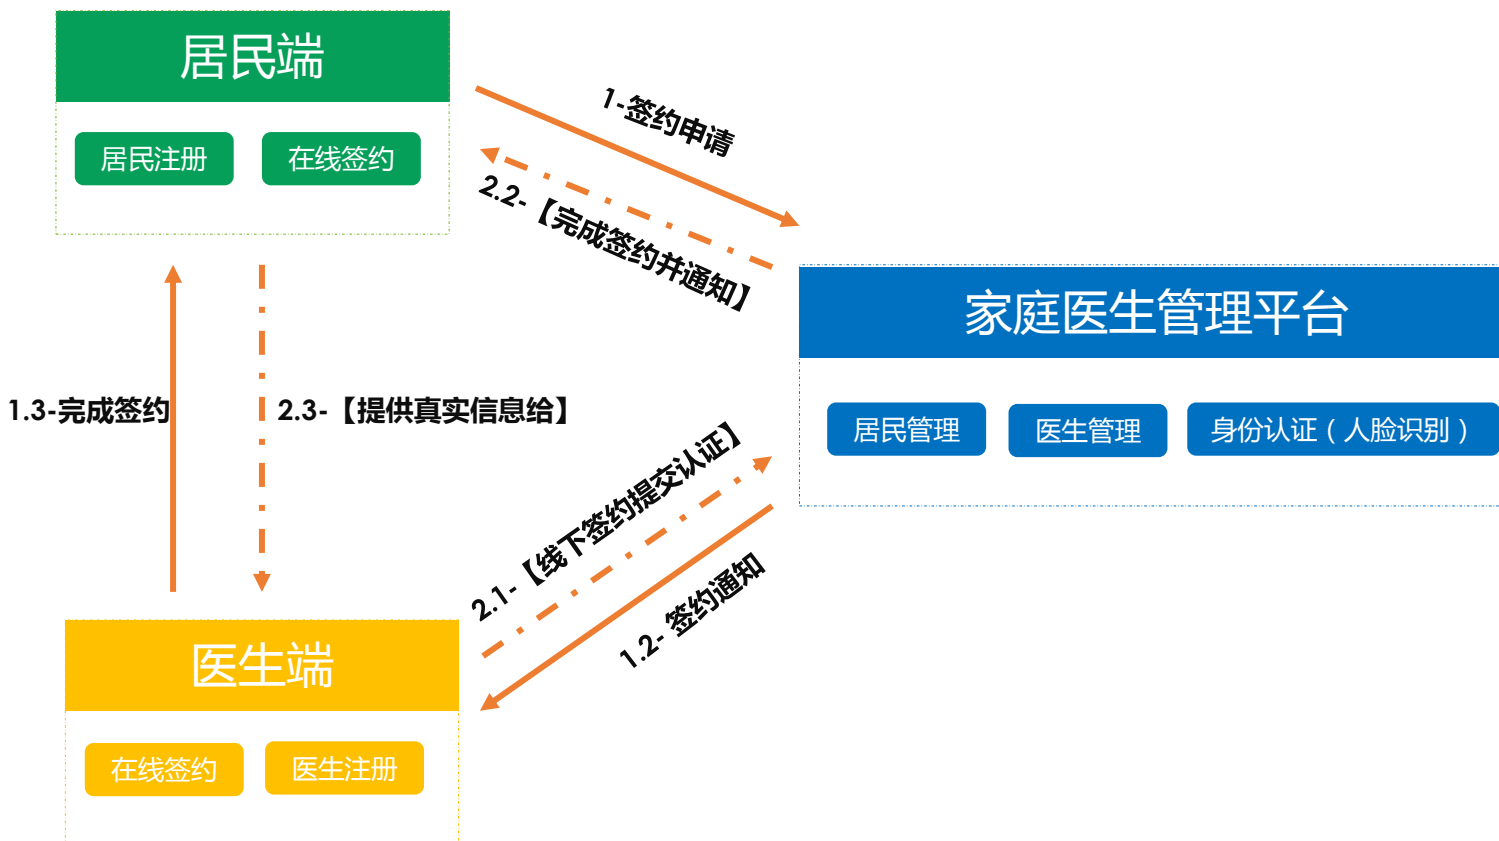 居民端
居民注册
在线签约
1-签约申请
2.2-【完成签约并通知】
家庭医生管理平台
居民管理
医生管理
身份认证（人脸识别）
1.3-完成签约
2.3-【提供真实信息给】
2.1-【线下签约提交认证】
1.2- 签约通知
医生端
在线签约
医生注册